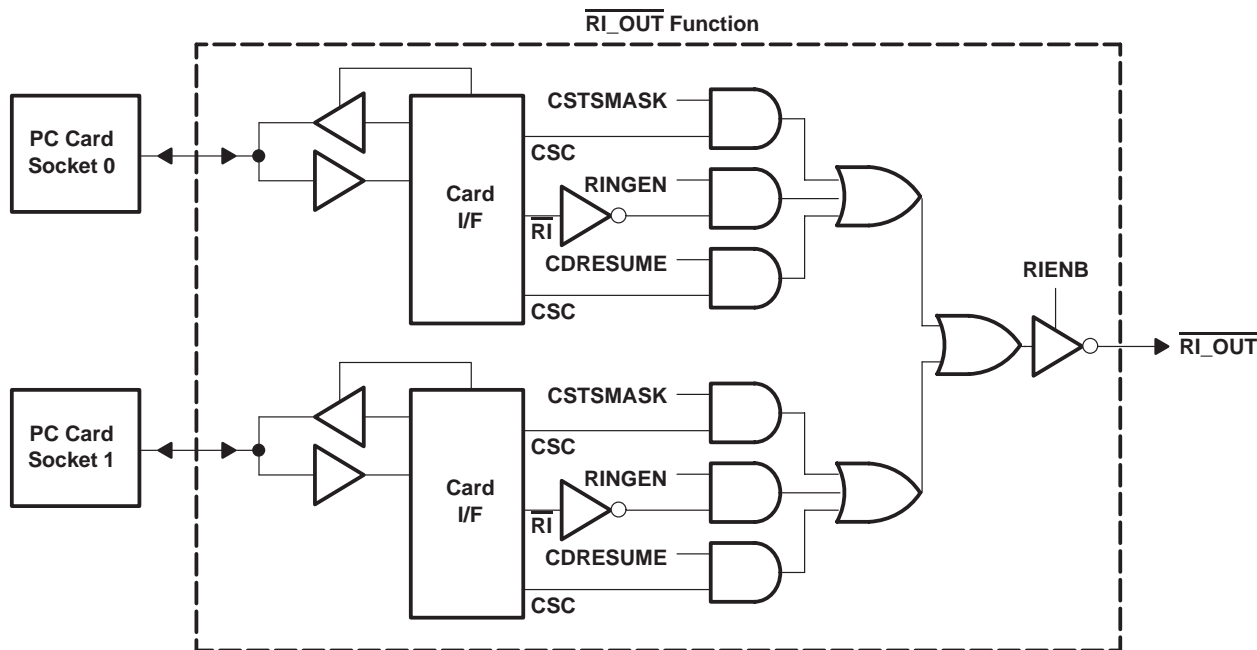 RI_OUT Function
PC Card
Socket 0
Card
I/F
CSTSMASK
CSC
RINGEN
RI
CDRESUME
CSC
RIENB
RI_OUT
PC Card
Socket 1
Card
I/F
CSTSMASK
CSC
RINGEN
RI
CDRESUME
CSC